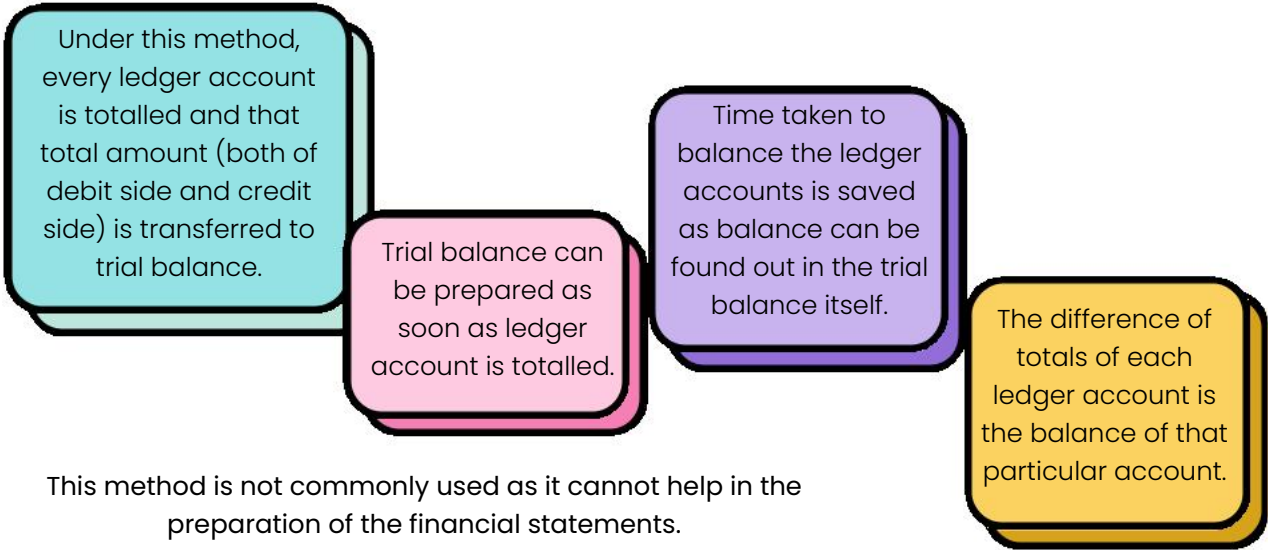 Under this method,
every ledger account
is totalled and that
total amount (both of
debit side and credit
side) is transferred to
trial balance.
Trial balance can
be prepared as
soon as ledger
account is totalled.
Time taken to
balance the ledger
accounts is saved
as balance can be
found out in the trial
balance itself.
The difference of
totals of each
ledger account is
the balance of that
particular account.
This method is not commonly used as it cannot help in the
preparation of the financial statements.